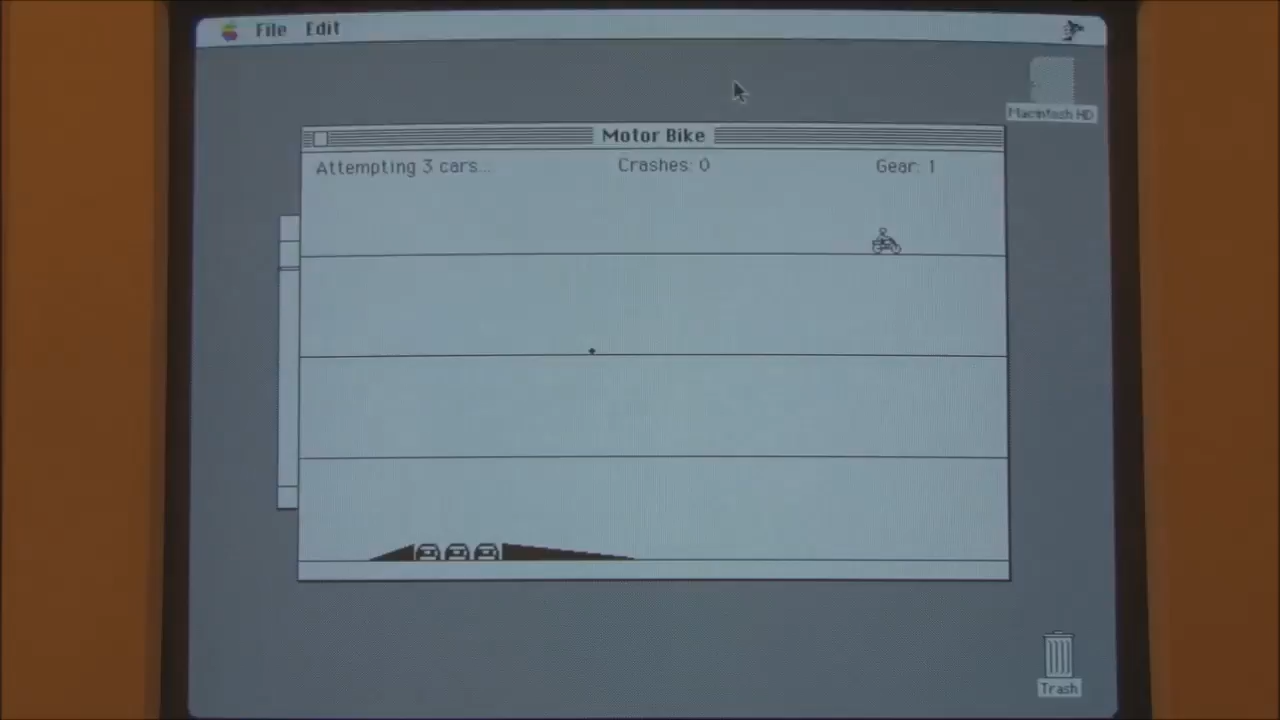 File Edit
Macintosh HD
Motor Bike
Attempting 3 cars... Crashes: 0 Gear: 1
Trash